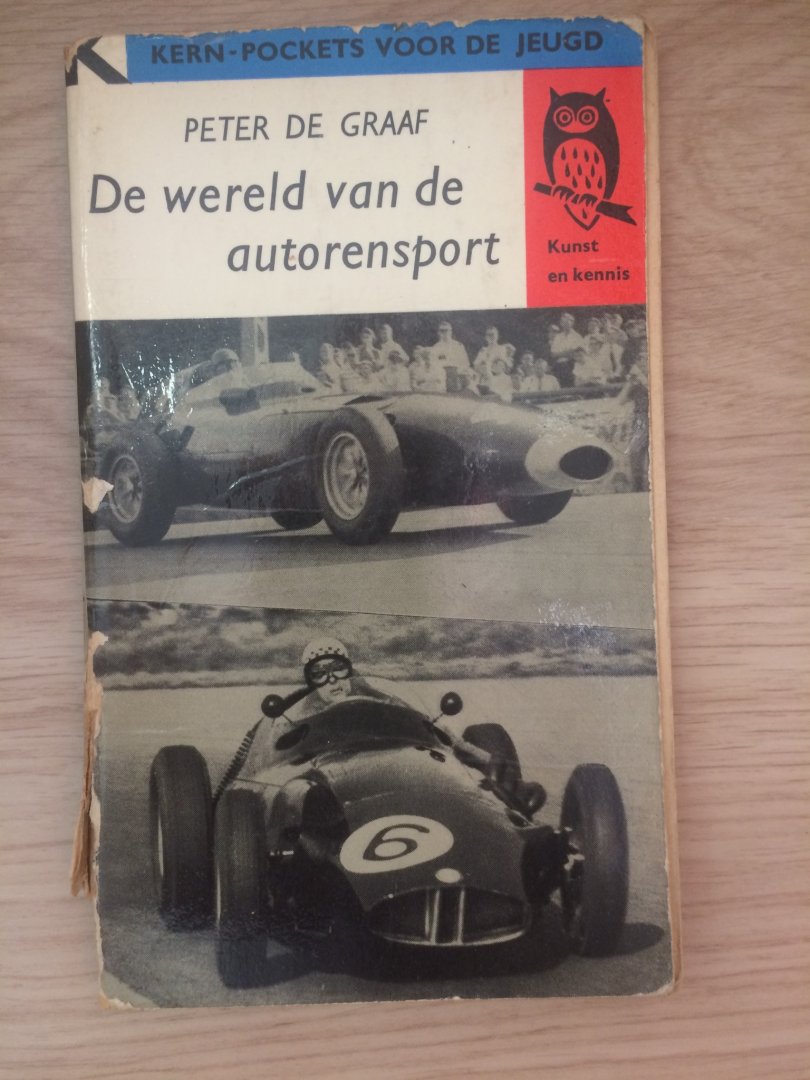 KERN-POCKETS VOOR DE JEUGD
PETER DE GRAAF
De wereld van de
autorensport
Kunst
en kennis
6